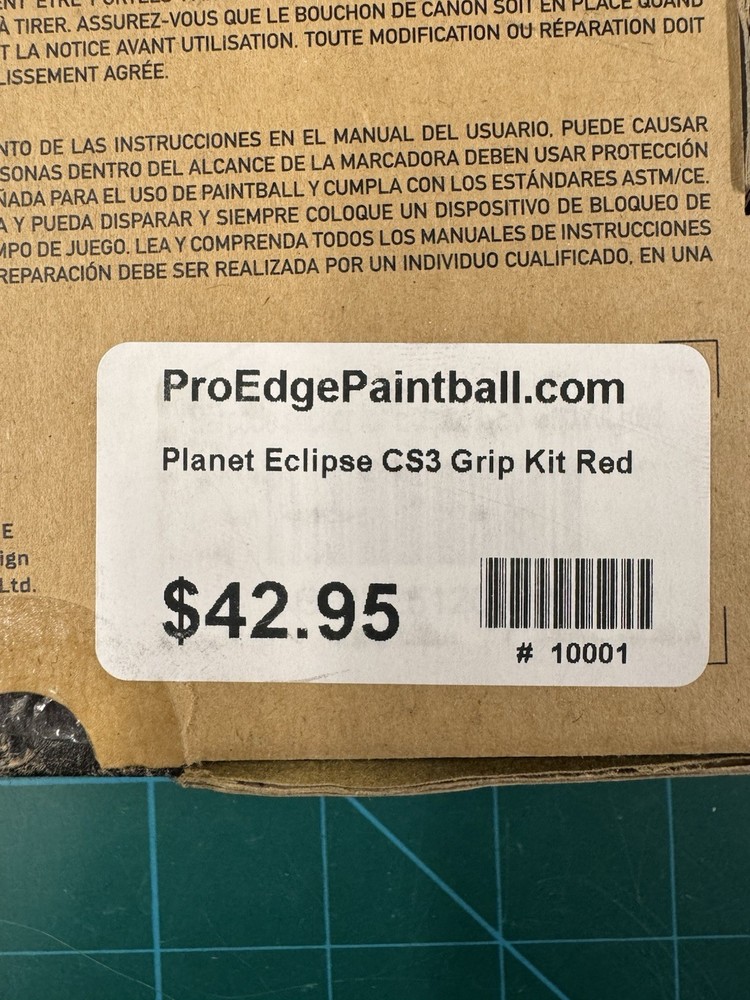 À TIRER. ASSUREZ-VOUS QUE LE BOUCHON DE CANON SOIT EN PLACE QUAND
T LA NOTICE AVANT UTILISATION. TOUTE MODIFICATION OU RÉPARATION DOIT
LISSEMENT AGRÉE.
NTO DE LAS INSTRUCCIONES EN EL MANUAL DEL USUARIO, PUEDE CAUSAR
SONAS DENTRO DEL ALCANCE DE LA MARCADORA DEBEN USAR PROTECCIÓN
ÑADA PARA EL USO DE PAINTBALL Y CUMPLA CON LOS ESTÁNDARES ASTM/CE.
A Y PUEDA DISPARAR Y SIEMPRE COLOQUE UN DISPOSITIVO DE BLOQUEO DE
MPO DE JUEGO. LEA Y COMPRENDA TODOS LOS MANUALES DE INSTRUCCIONES
REPARACIÓN DEBE SER REALIZADA POR UN INDIVIDUO CUALIFICADO, EN UNA
ProEdgePaintball.com
Planet Eclipse CS3 Grip Kit Red
E
ign
Ltd.
$42.95
# 10001